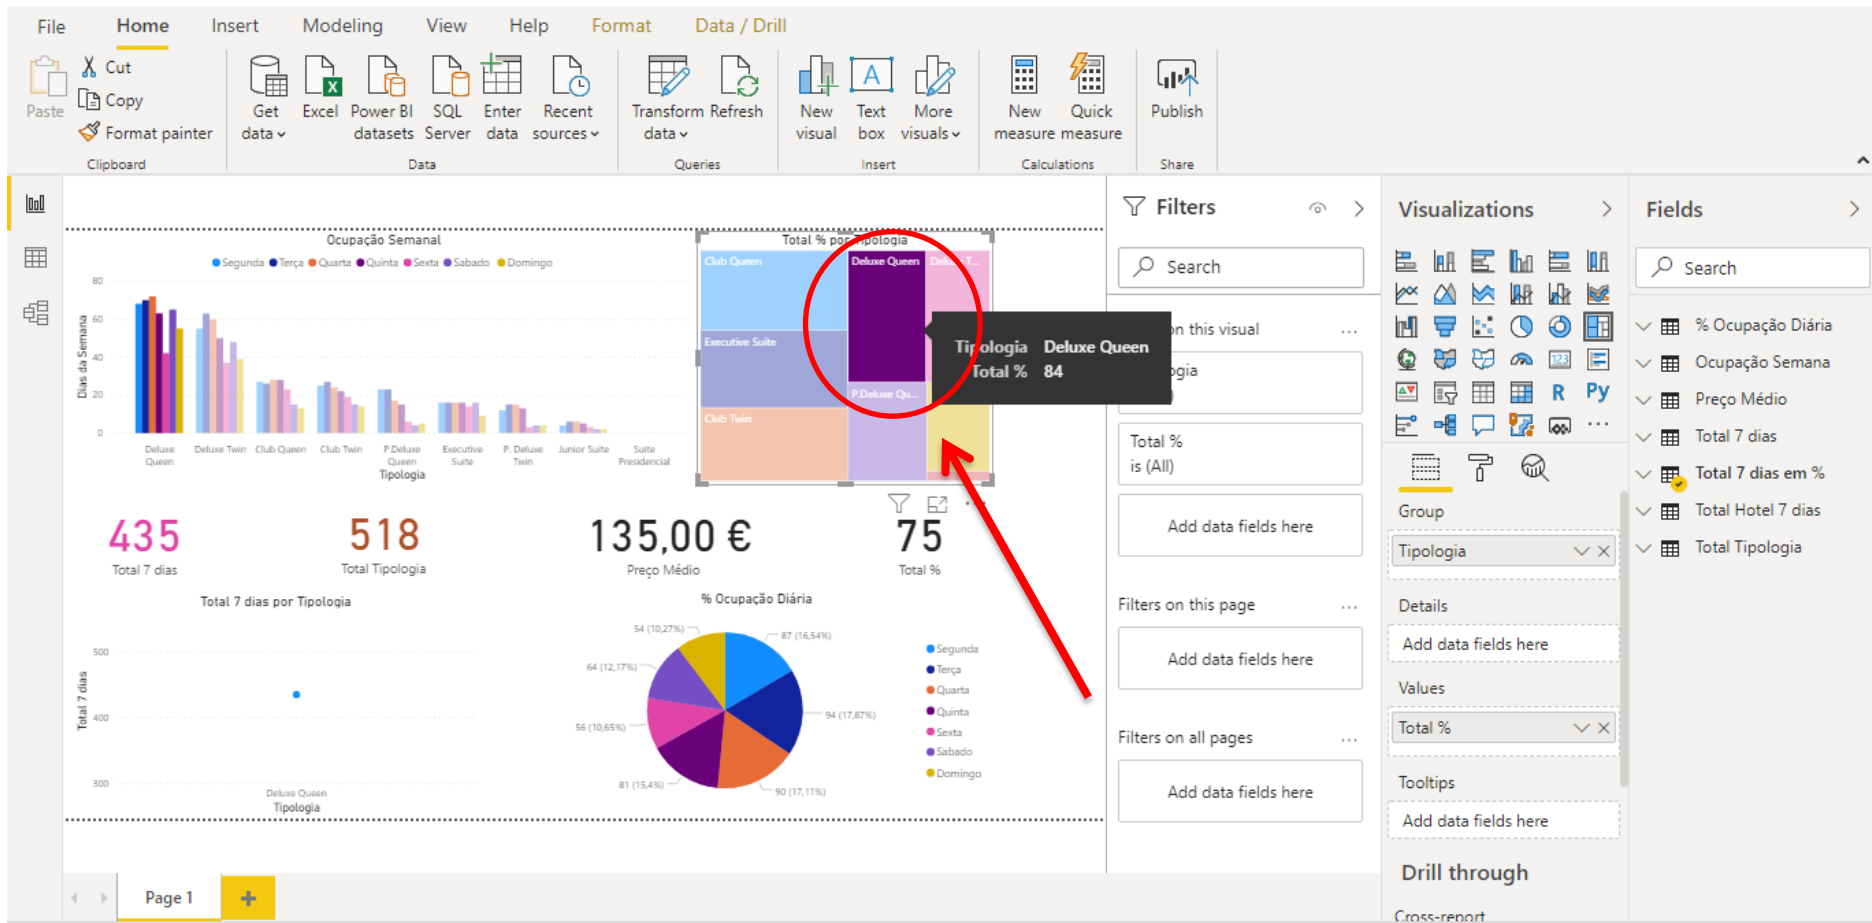 File Home Insert Modeling View Help Format Data / Drill
Paste
Cut
Copy
Format painter
Clipboard
Get data
Excel
Power BI datasets
SQL Server
Enter data
Recent sources
Data
Transform data
Refresh
Queries
New visual
Text box
More visuals
Insert
New measure
Quick measure
Calculations
Publish
Share
Ocupação Semanal
Segunda Terça Quarta Quinta Sexta Sabado Domingo
Dias da Semana
80
60
40
20
0
Deluxe Queen
Deluxe Twin
Club Queen
Club Twin
P.Deluxe Queen
Executive Suite
P. Deluxe Twin
Junior Suite
Suite Presidencial
Tipologia
Total % por Tipologia
Club Queen
Executive Suite
Club Twin
Deluxe Queen
P.Deluxe Qu...
Tipologia Deluxe Queen
Total % 84
435
Total 7 dias
518
Total Tipologia
135,00 €
Preço Médio
75
Total %
Total 7 dias por Tipologia
Total 7 dias
500
400
300
Deluxe Queen
Tipologia
% Ocupação Diária
54 (10,27%)
87 (16,54%)
64 (12,17%)
94 (17,87%)
56 (10,65%)
81 (15,4%)
90 (17,11%)
Segunda
Terça
Quarta
Quinta
Sexta
Sabado
Domingo
Page 1
Filters
Search
on this visual
Total %
is (All)
Add data fields here
Filters on this page
Add data fields here
Filters on all pages
Add data fields here
Visualizations
R Py
123
Group
Tipologia
Details
Add data fields here
Values
Total %
Tooltips
Add data fields here
Drill through
Cross-report
Fields
Search
% Ocupação Diária
Ocupação Semana
Preço Médio
Total 7 dias
Total 7 dias em %
Total Hotel 7 dias
Total Tipologia